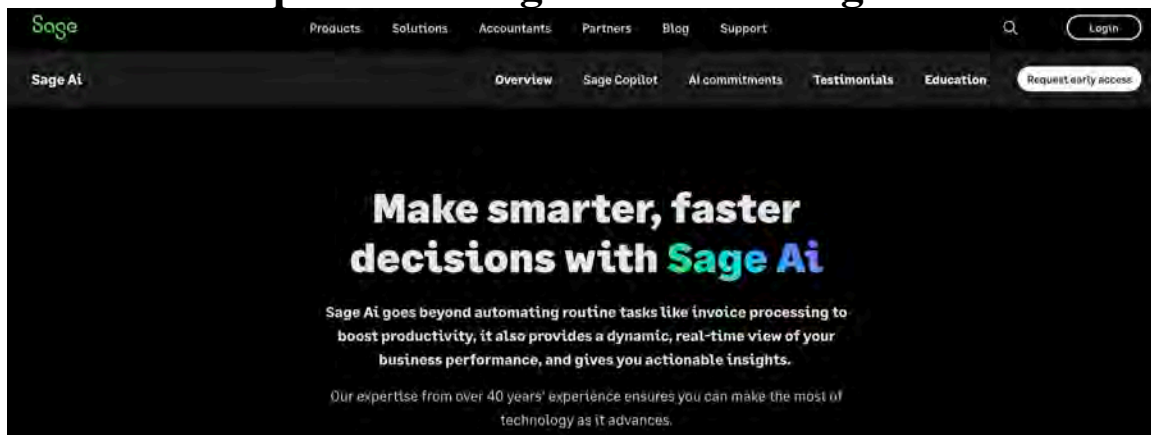 Sage
Products Solutions Accountants Partners Blog Support
Login
Sage Ai
Overview Sage Copilot AI commitments Testimonials Education Request early access
Make smarter, faster
decisions with Sage Ai
Sage Ai goes beyond automating routine tasks like invoice processing to
boost productivity, it also provides a dynamic, real-time view of your
business performance, and gives you actionable insights.
Our expertise from over 40 years' experience ensures you can make the most of
technology as it advances.